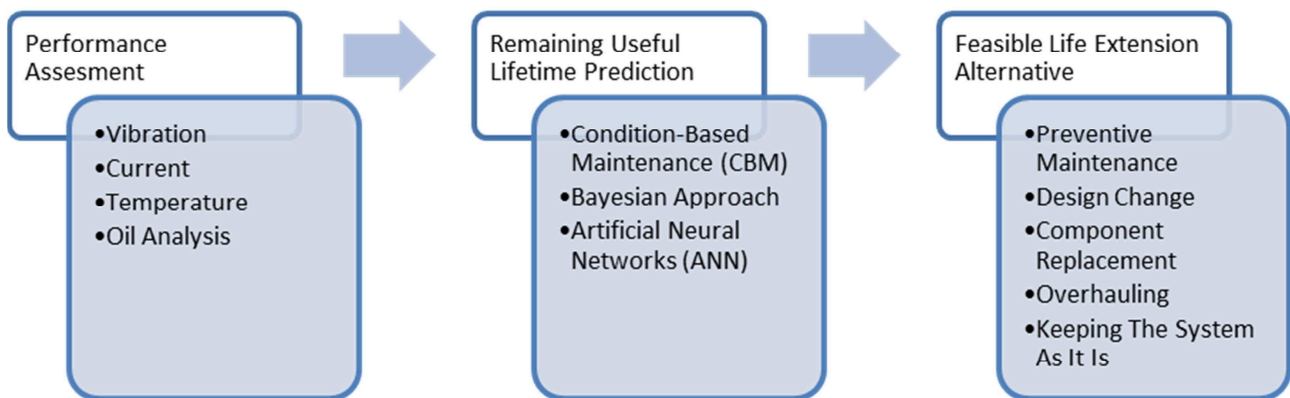 Performance
Assesment
•Vibration
•Current
•Temperature
•Oil Analysis
Remaining Useful
Lifetime Prediction
•Condition-Based
Maintenance (CBM)
•Bayesian Approach
•Artificial Neural
Networks (ANN)
Feasible Life Extension
Alternative
•Preventive
Maintenance
•Design Change
•Component
Replacement
•Overhauling
•Keeping The System
As It Is